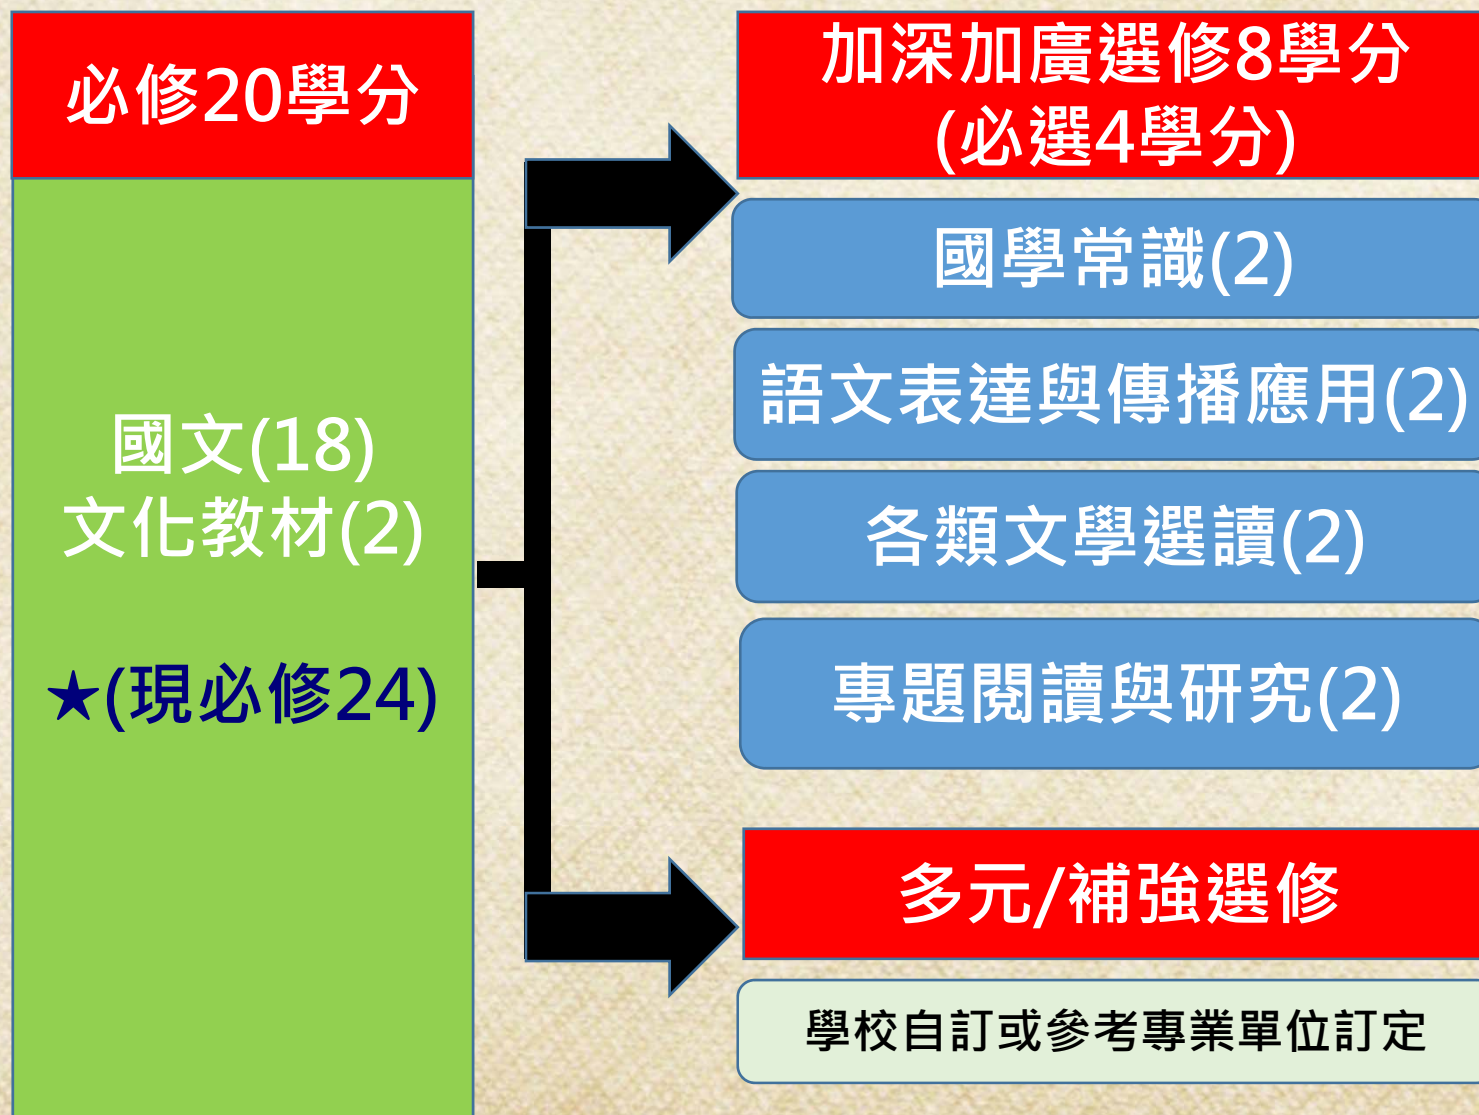 必修20學分
國文(18)
文化教材(2)
★(現必修24)
加深加廣選修8學分
(必選4學分)
國學常識(2)
語文表達與傳播應用(2)
各類文學選讀(2)
專題閱讀與研究(2)
多元/補強選修
學校自訂或參考專業單位訂定